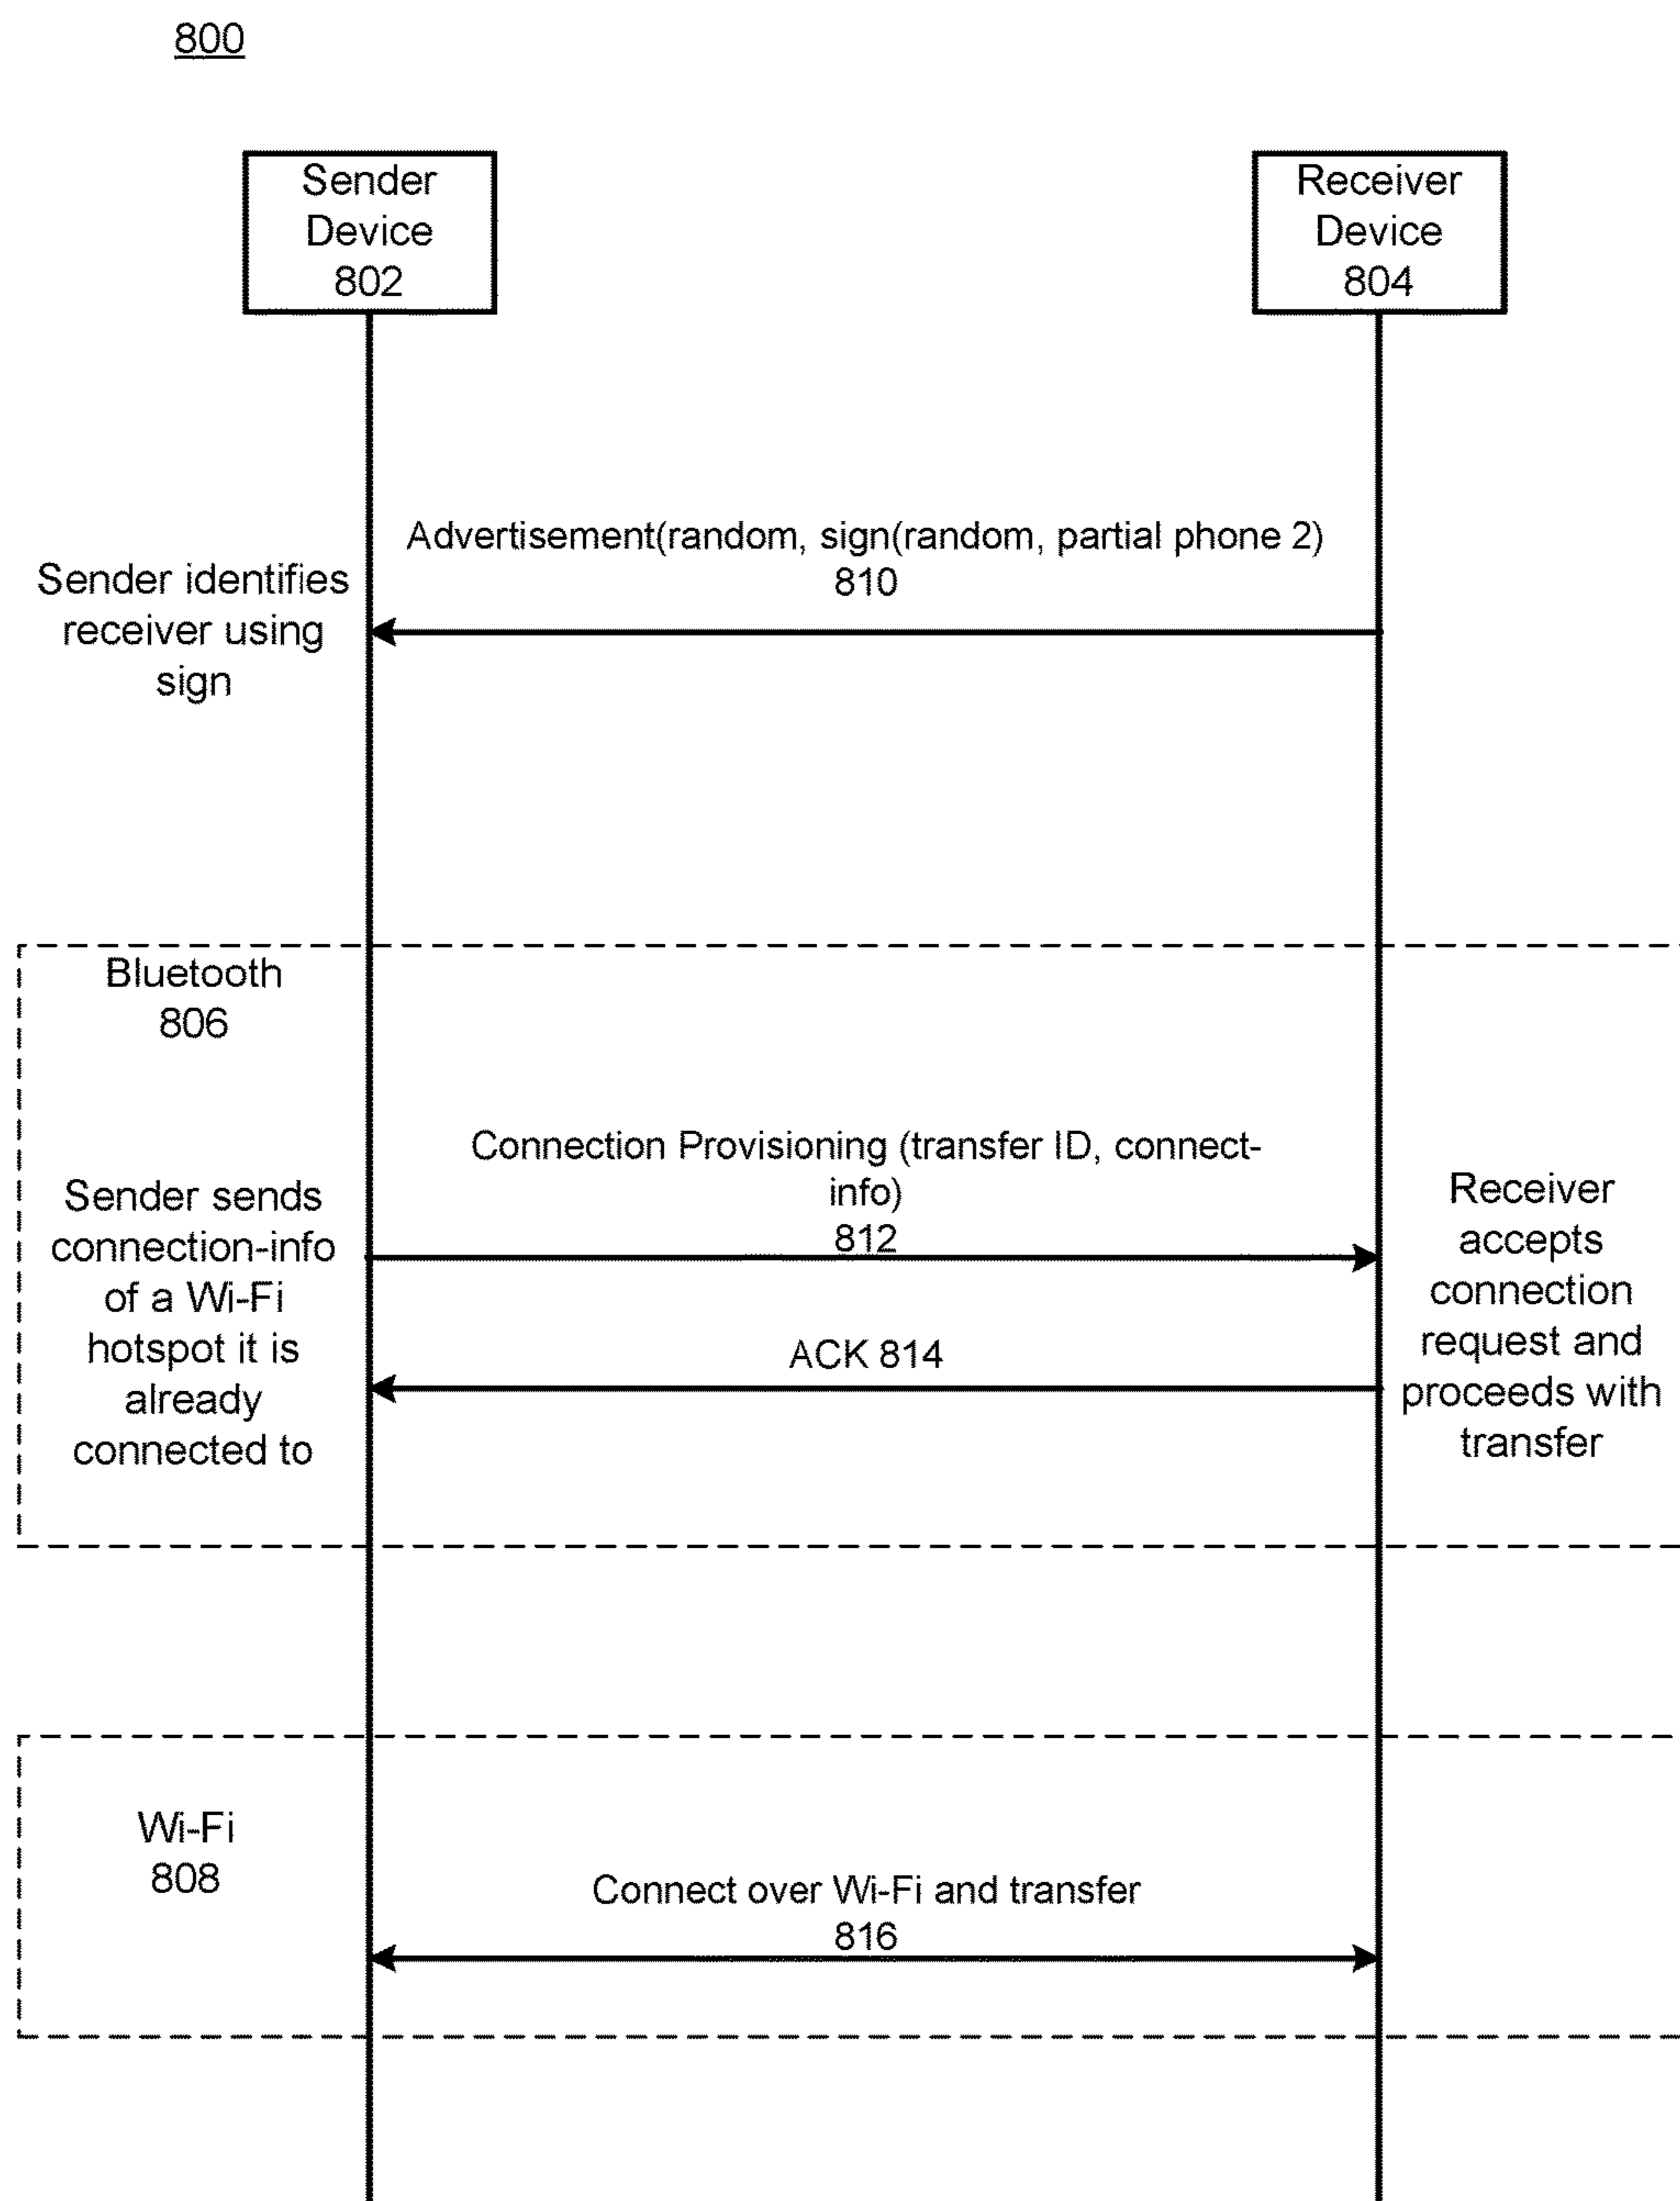 800
Sender
Device
802
Receiver
Device
804
Advertisement(random, sign(random, partial phone 2)
810
Sender identifies
receiver using
sign
Bluetooth
806
Connection Provisioning (transfer ID, connect-
info)
812
Sender sends
connection-info
of a Wi-Fi
hotspot it is
already
connected to
ACK 814
Receiver
accepts
connection
request and
proceeds with
transfer
Wi-Fi
808
Connect over Wi-Fi and transfer
816